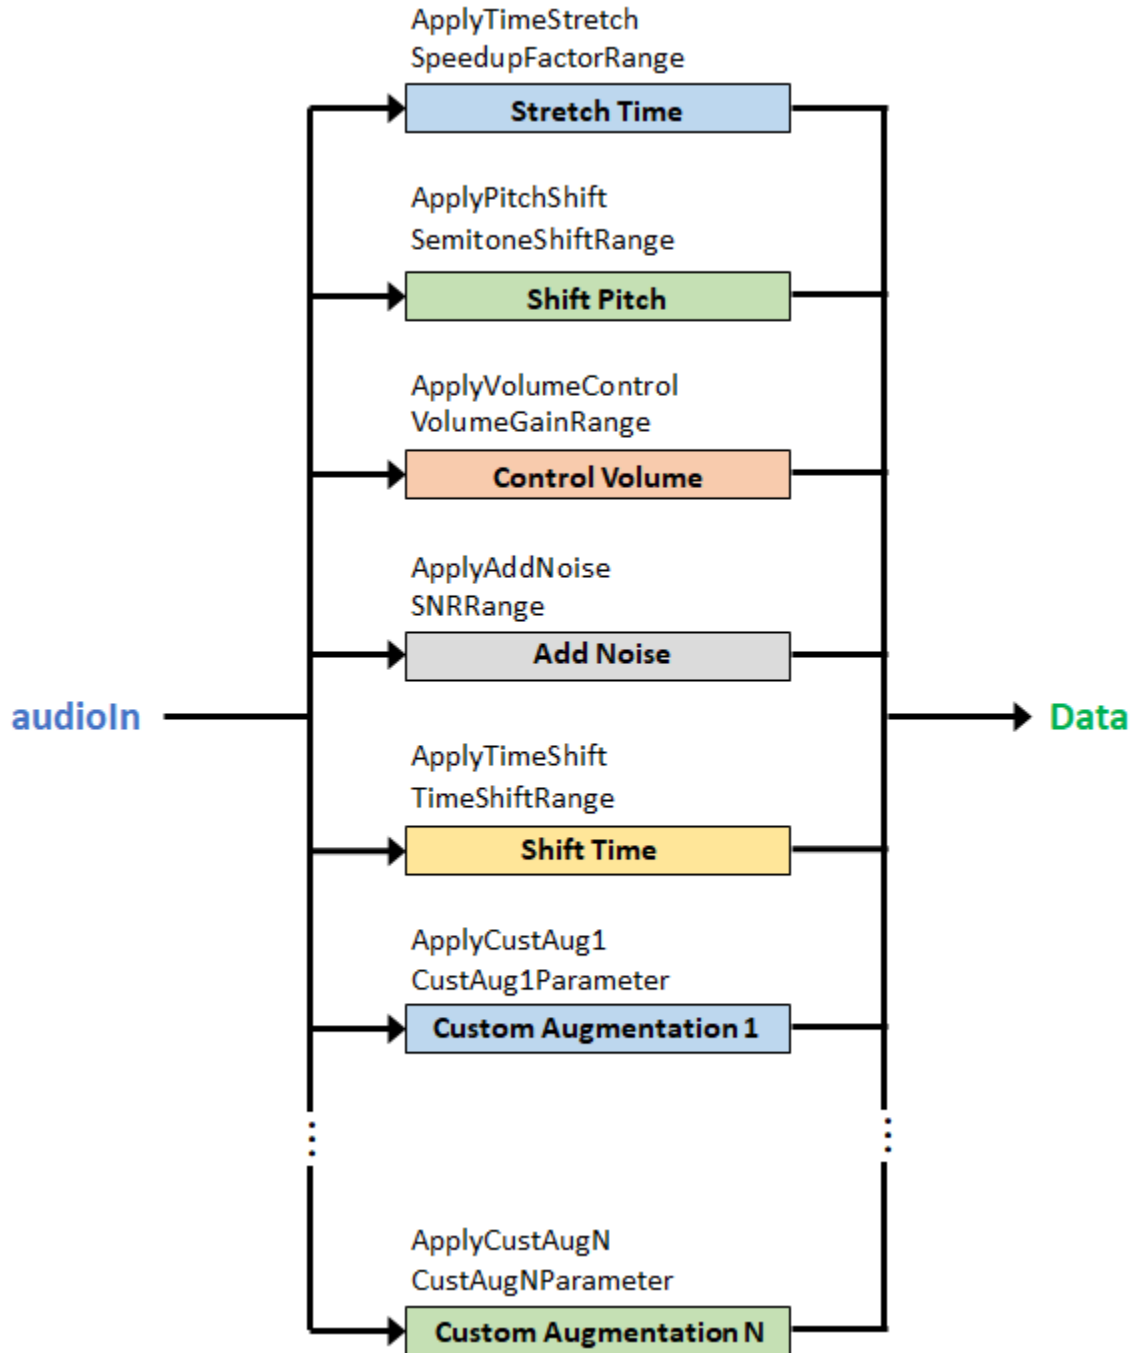 ApplyTimeStretch
SpeedupFactorRange
Stretch Time
ApplyPitchShift
SemitoneShiftRange
Shift Pitch
ApplyVolumeControl
VolumeGainRange
Control Volume
ApplyAddNoise
SNRRange
Add Noise
audioIn
Data
ApplyTimeShift
TimeShiftRange
Shift Time
ApplyCustAug1
CustAug1Parameter
Custom Augmentation 1
ApplyCustAugN
CustAugNParameter
Custom Augmentation N